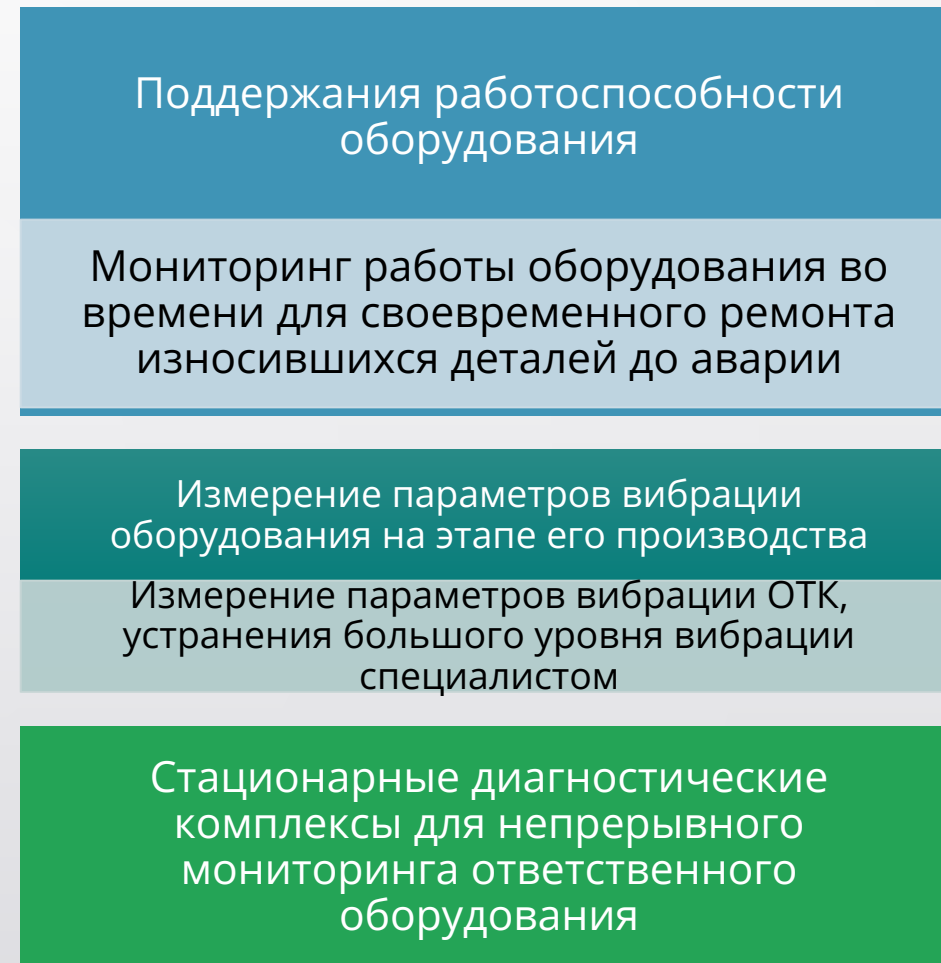 Поддержания работоспособности
оборудования
Мониторинг работы оборудования во
времени для своевременного ремонта
износившихся деталей до аварии
Измерение параметров вибрации
оборудования на этапе его производства
Измерение параметров вибрации ОТК,
устранения большого уровня вибрации
специалистом
Стационарные диагностические
комплексы для непрерывного
мониторинга ответственного
оборудования